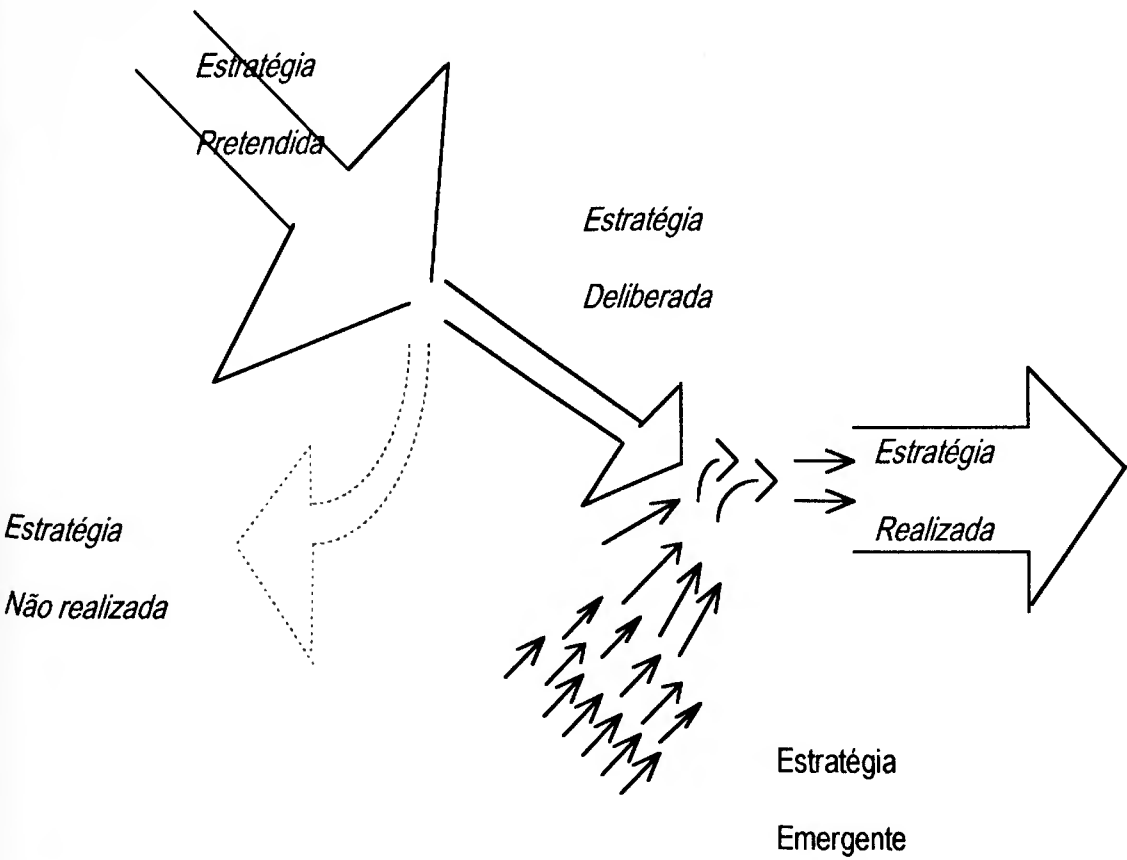 Estratégia
Pretendida
Estratégia
Deliberada
Estratégia
Realizada
Estratégia
Não realizada
Estratégia
Emergente